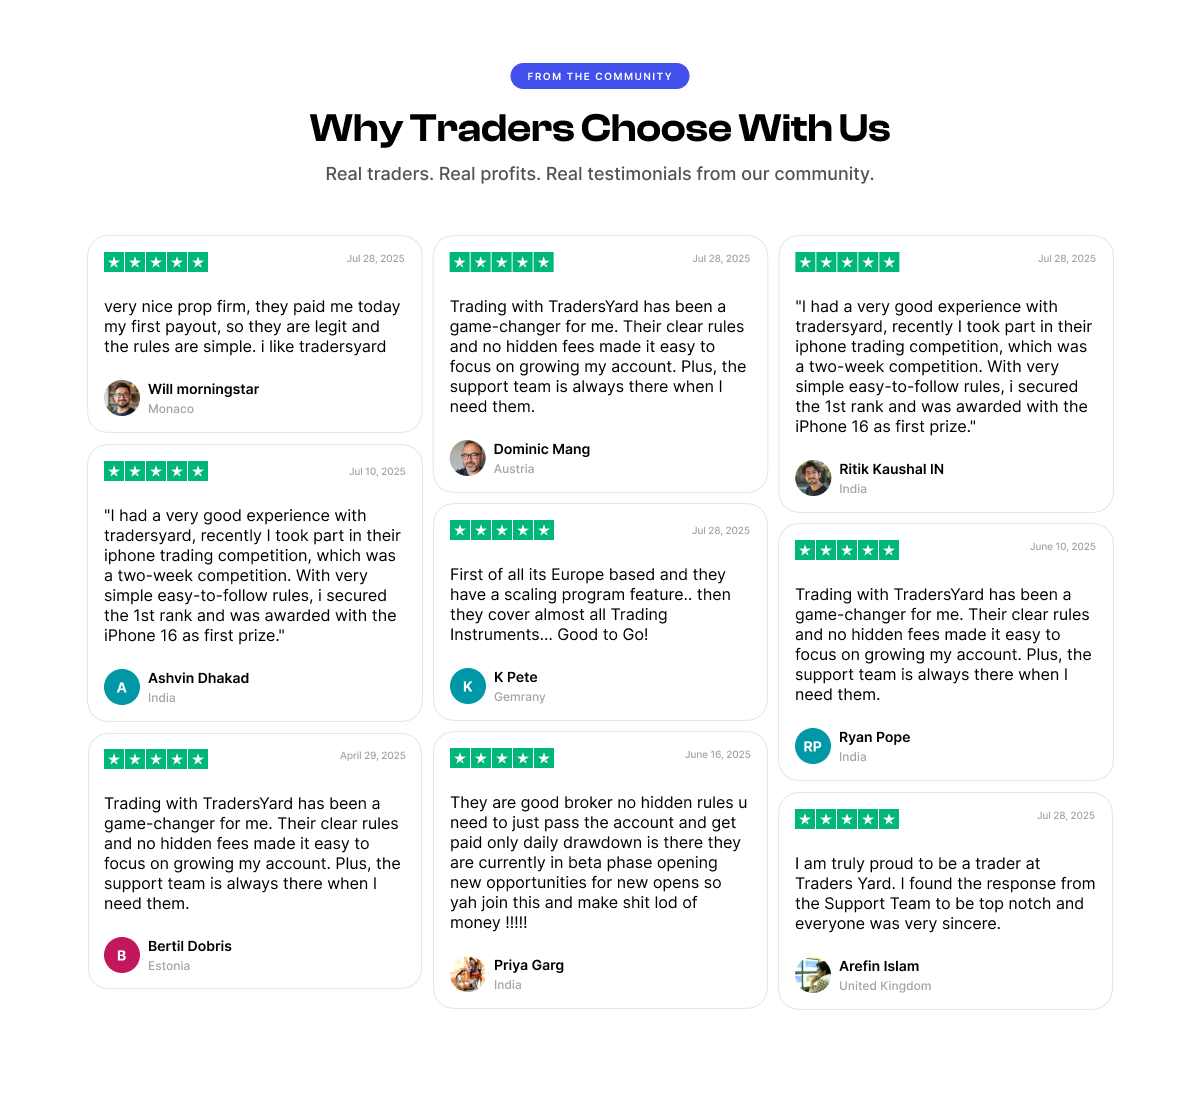 FROM THE COMMUNITY
Why Traders Choose With Us
Real traders. Real profits. Real testimonials from our community.
Jul 28, 2025
very nice prop firm, they paid me today
my first payout, so they are legit and
the rules are simple. i like tradersyard
Will morningstar
Monaco
Jul 10, 2025
"I had a very good experience with
tradersyard, recently I took part in their
iphone trading competition, which was
a two-week competition. With very
simple easy-to-follow rules, i secured
the 1st rank and was awarded with the
iPhone 16 as first prize."
A
Ashvin Dhakad
India
April 29, 2025
Trading with TradersYard has been a
game-changer for me. Their clear rules
and no hidden fees made it easy to
focus on growing my account. Plus, the
support team is always there when I
need them.
B
Bertil Dobris
Estonia
Jul 28, 2025
Trading with TradersYard has been a
game-changer for me. Their clear rules
and no hidden fees made it easy to
focus on growing my account. Plus, the
support team is always there when I
need them.
Dominic Mang
Austria
Jul 28, 2025
First of all its Europe based and they
have a scaling program feature.. then
they cover almost all Trading
Instruments... Good to Go!
K
K Pete
Gemrany
June 16, 2025
They are good broker no hidden rules u
need to just pass the account and get
paid only daily drawdown is there they
are currently in beta phase opening
new opportunities for new opens so
yah join this and make shit lod of
money !!!!!
Priya Garg
India
Jul 28, 2025
"I had a very good experience with
tradersyard, recently I took part in their
iphone trading competition, which was
a two-week competition. With very
simple easy-to-follow rules, i secured
the 1st rank and was awarded with the
iPhone 16 as first prize."
Ritik Kaushal IN
India
June 10, 2025
Trading with TradersYard has been a
game-changer for me. Their clear rules
and no hidden fees made it easy to
focus on growing my account. Plus, the
support team is always there when I
need them.
RP
Ryan Pope
India
Jul 28, 2025
I am truly proud to be a trader at
Traders Yard. I found the response from
the Support Team to be top notch and
everyone was very sincere.
Arefin Islam
United Kingdom